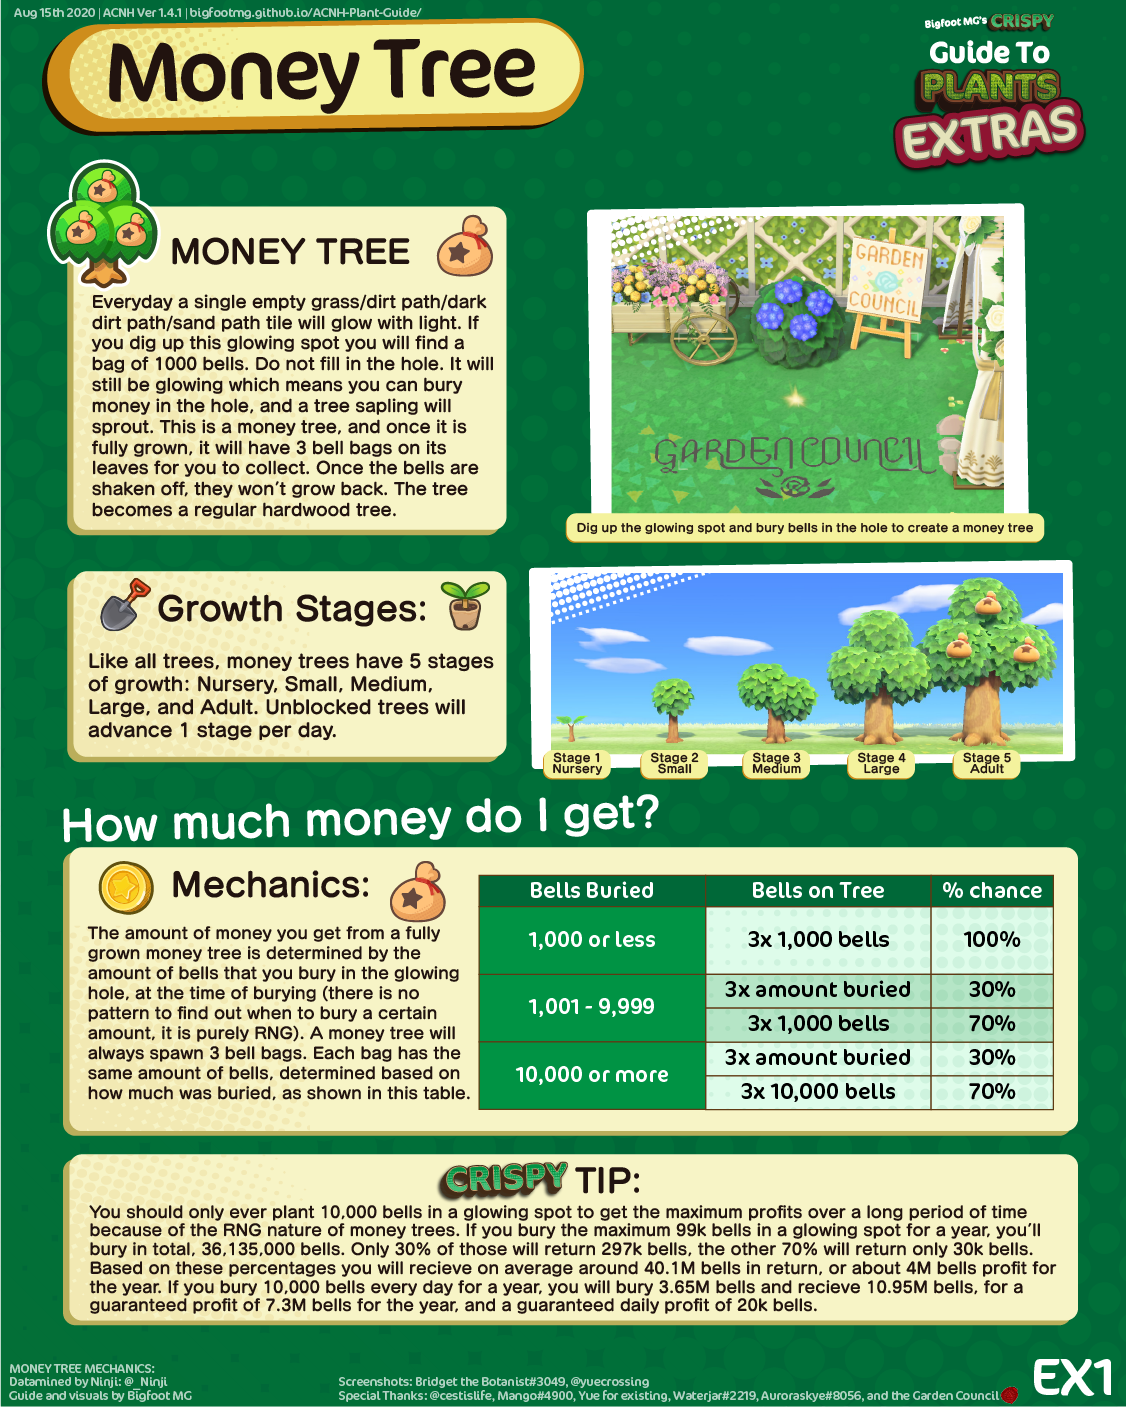 Aug 15th 2020 | ACNH Ver 1.4.1 | bigfootmg.github.io/ACNH-Plant-Guide/
Money Tree
Bigfoot MG's CRISPY
Guide To
PLANTS
EXTRAS
MONEY TREE
Everyday a single empty grass/dirt path/dark
dirt path/sand path tile will glow with light. If
you dig up this glowing spot you will find a
bag of 1000 bells. Do not fill in the hole. It will
still be glowing which means you can bury
money in the hole, and a tree sapling will
sprout. This is a money tree, and once it is
fully grown, it will have 3 bell bags on its
leaves for you to collect. Once the bells are
shaken off, they won't grow back. The tree
becomes a regular hardwood tree.
GARDEN
COUNCIL
GARDEN COUNCIL
Dig up the glowing spot and bury bells in the hole to create a money tree
Growth Stages:
Like all trees, money trees have 5 stages
of growth: Nursery, Small, Medium,
Large, and Adult. Unblocked trees will
advance 1 stage per day.
Stage 1
Nursery
Stage 2
Small
Stage 3
Medium
Stage 4
Large
Stage 5
Adult
How much money do I get?
Mechanics:
The amount of money you get from a fully
grown money tree is determined by the
amount of bells that you bury in the glowing
hole, at the time of burying (there is no
pattern to find out when to bury a certain
amount, it is purely RNG). A money tree will
always spawn 3 bell bags. Each bag has the
same amount of bells, determined based on
how much was buried, as shown in this table.
Bells Buried Bells on Tree % chance
1,000 or less 3x 1,000 bells 100%
1,001 - 9,999 3x amount buried 30%
3x 1,000 bells 70%
10,000 or more 3x amount buried 30%
3x 10,000 bells 70%
CRISPY TIP:
You should only ever plant 10,000 bells in a glowing spot to get the maximum profits over a long period of time
because of the RNG nature of money trees. If you bury the maximum 99k bells in a glowing spot for a year, you'll
bury in total, 36,135,000 bells. Only 30% of those will return 297k bells, the other 70% will return only 30k bells.
Based on these percentages you will recieve on average around 40.1M bells in return, or about 4M bells profit for
the year. If you bury 10,000 bells every day for a year, you will bury 3.65M bells and recieve 10.95M bells, for a
guaranteed profit of 7.3M bells for the year, and a guaranteed daily profit of 20k bells.
MONEY TREE MECHANICS:
Datamined by Ninji: @_Ninji
Guide and visuals by Bigfoot MG
Screenshots: Bridget the Botanist#3049, @yuecrossing
Special Thanks: @cestislife, Mango#4900, Yue for existing, Waterjar#2219, Auroraskye#8056, and the Garden Council
EX1